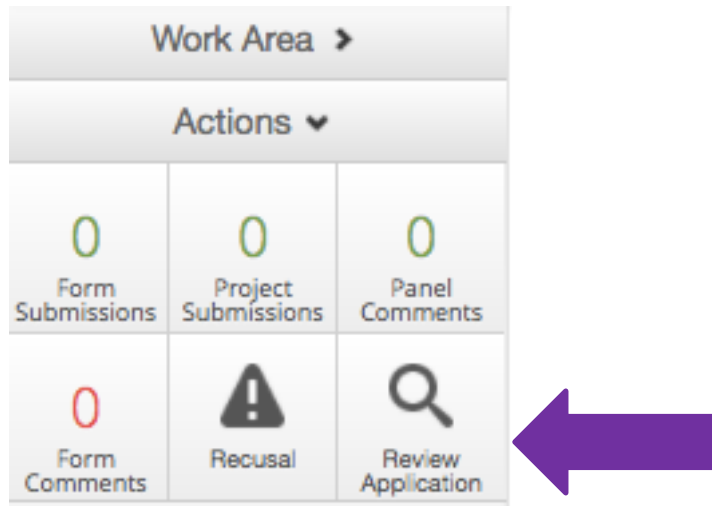 Work Area
Actions
0
0
0
Form
Submissions
Project
Submissions
Panel
Comments
0
Form
Comments
Recusal
Review
Application